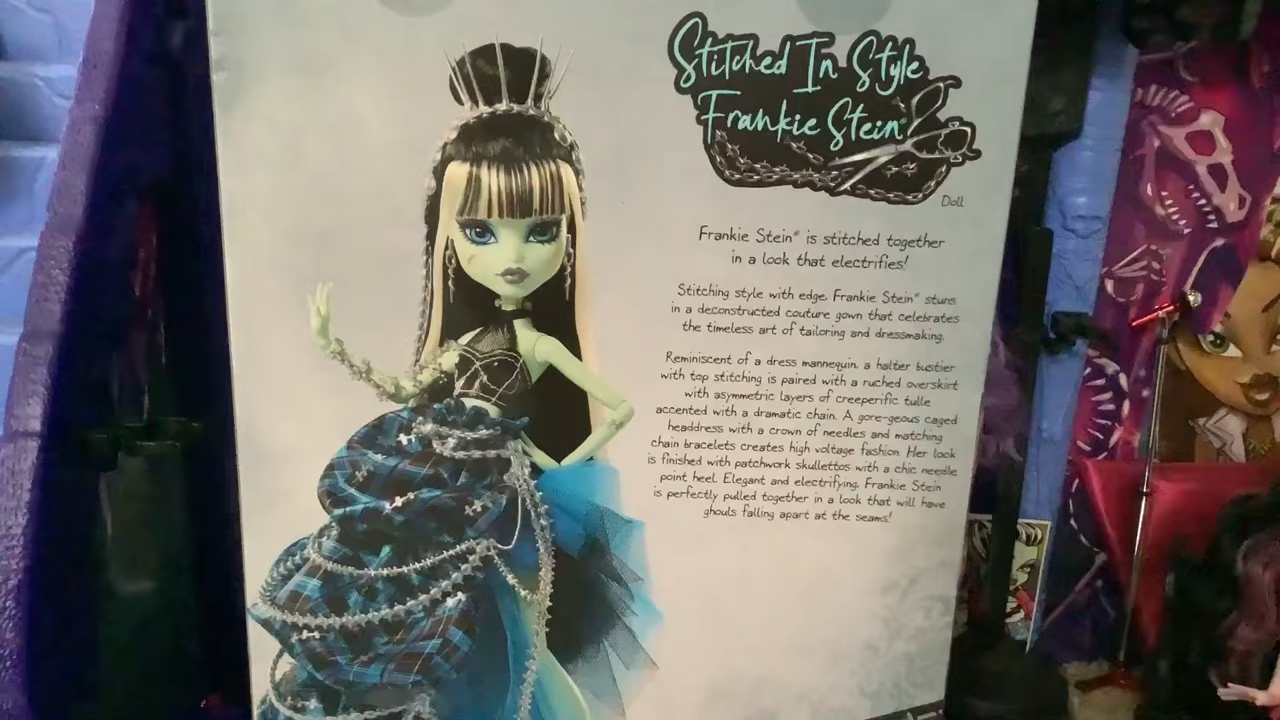 Stitched In Style
Frankie Stein®
Doll
Frankie Stein® is stitched together
in a look that electrifies!
Stitching style with edge, Frankie Stein® stuns
in a deconstructed couture gown that celebrates
the timeless art of tailoring and dressmaking.
Reminiscent of a dress mannequin, a halter bustier
with top stitching is paired with a ruched overskirt
with asymmetric layers of creeperific tulle
accented with a dramatic chain. A gore-geous caged
headdress with a crown of needles and matching
chain bracelets creates high voltage fashion. Her look
is finished with patchwork skullettos with a chic needle
point heel. Elegant and electrifying, Frankie Stein
is perfectly pulled together in a look that will have
ghouls falling apart at the seams!